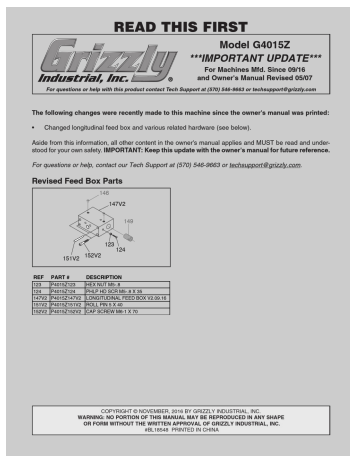 READ THIS FIRST
Grizzly
Industrial, Inc.®
Model G4015Z
***IMPORTANT UPDATE***
For Machines Mfd. Since 09/16
and Owner's Manual Revised 05/07
For questions or help with this product contact Tech Support at (570) 546-9663 or techsupport@grizzly.com
The following changes were recently made to this machine since the owner's manual was printed:
• Changed longitudinal feed box and various related hardware (see below).
Aside from this information, all other content in the owner's manual applies and MUST be read and under-
stood for your own safety. IMPORTANT: Keep this update with the owner's manual for future reference.
For questions or help, contact our Tech Support at (570) 546-9663 or techsupport@grizzly.com.
Revised Feed Box Parts
148
147V2
149
123
124
152V2
151V2
REF PART # DESCRIPTION
123 P4015Z123 HEX NUT M5-.8
124 P4015Z124 PHLP HD SCR M5-.8 X 35
147V2 P4015Z147V2 LONGITUDINAL FEED BOX V2.09.16
151V2 P4015Z151V2 ROLL PIN 5 X 40
152V2 P4015Z152V2 CAP SCREW M6-1 X 70
COPYRIGHT © NOVEMBER, 2016 BY GRIZZLY INDUSTRIAL, INC.
WARNING: NO PORTION OF THIS MANUAL MAY BE REPRODUCED IN ANY SHAPE
OR FORM WITHOUT THE WRITTEN APPROVAL OF GRIZZLY INDUSTRIAL, INC.
#BL18548 PRINTED IN CHINA